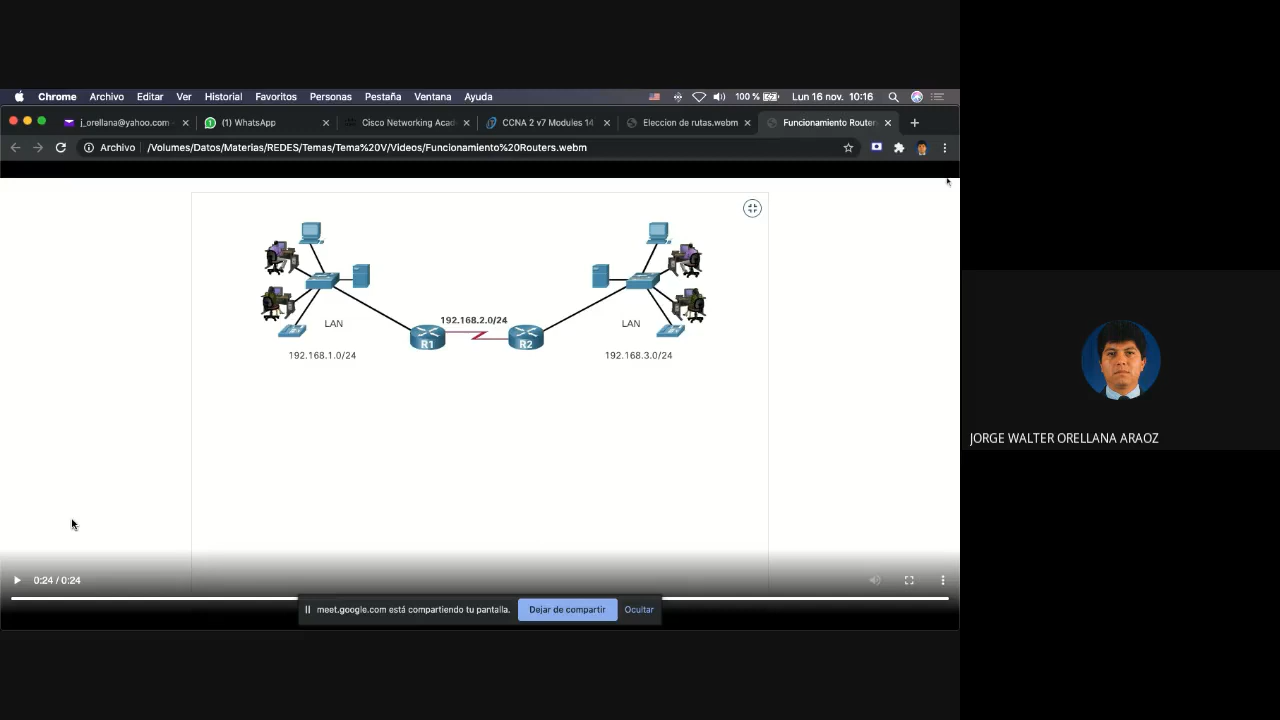 Chrome Archivo Editar Ver Historial Favoritos Personas Pestaña Ventana Ayuda 100 % Lun 16 nov. 10:16
j_orellana@yahoo.com - (1) WhatsApp Cisco Networking Acad CCNA 2 v7 Modules 14 Eleccion de rutas.webm Funcionamiento Router
Archivo /Volumes/Datos/Materias/REDES/Temas/Tema%20V/Videos/Funcionamiento%20Routers.webm
192.168.2.0/24
LAN LAN
R1 R2
192.168.1.0/24 192.168.3.0/24
JORGE WALTER ORELLANA ARAOZ
0:24 / 0:24
meet.google.com está compartiendo tu pantalla. Dejar de compartir Ocultar